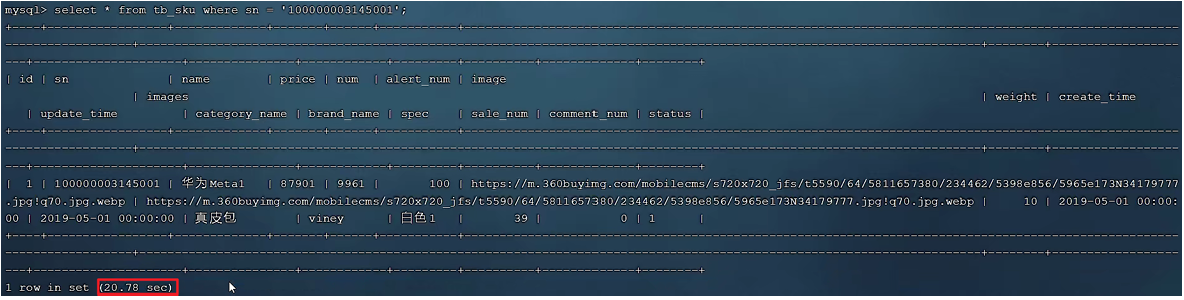 mysql> select * from tb_sku where sn = '100000003145001';
| id | sn | name | price | num | alert_num | image
| images | weight | create_time
| update_time | category_name | brand_name | spec | sale_num | comment_num | status |
| 1 | 100000003145001 | 华为Meta1 | 87901 | 9961 | 100 | https://m.360buyimg.com/mobilecms/s720x720_jfs/t5590/64/5811657380/234462/5398e856/5965e173N34179777
.jpg!q70.jpg.webp | https://m.360buyimg.com/mobilecms/s720x720_jfs/t5590/64/5811657380/234462/5398e856/5965e173N34179777.jpg!q70.jpg.webp | 10 | 2019-05-01 00:00:
00 | 2019-05-01 00:00:00 | 真皮包 | viney | 白色1 | 39 | 0 | 1 |
1 row in set (20.78 sec)